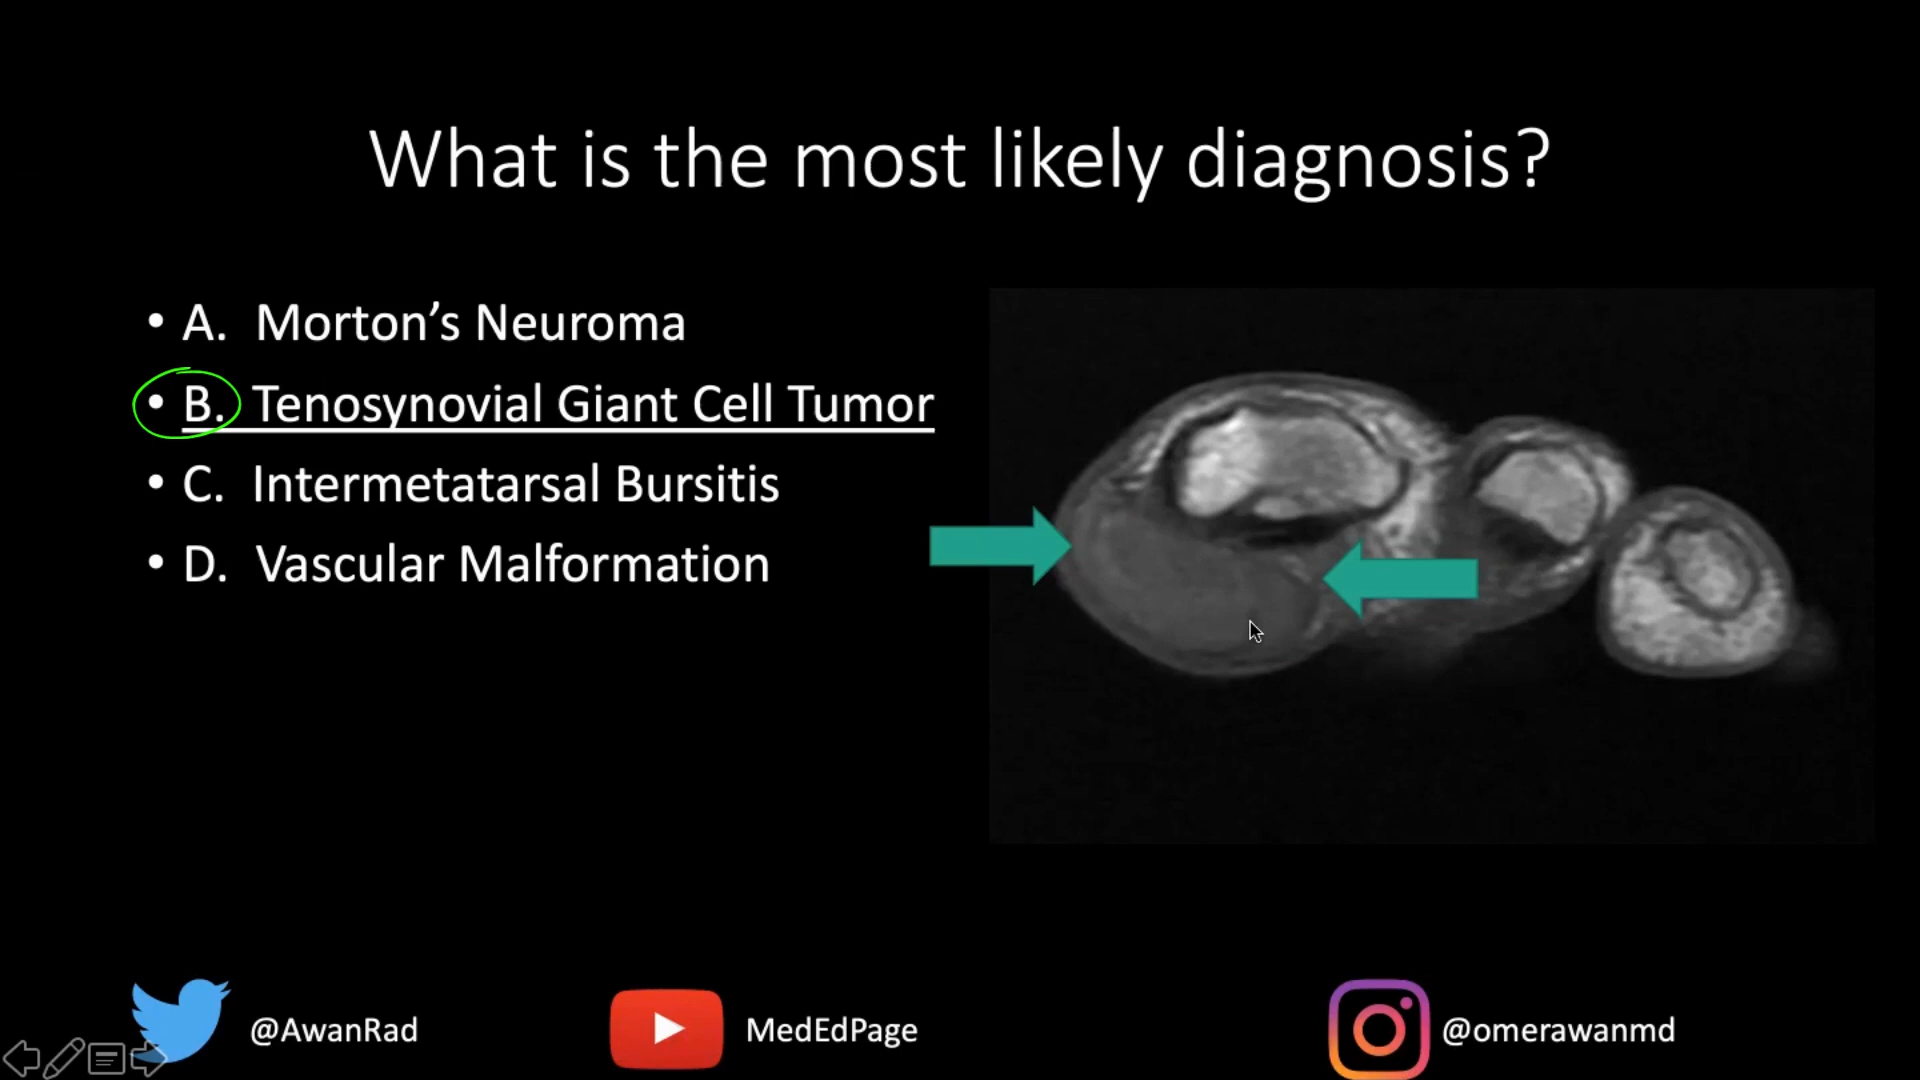 What is the most likely diagnosis?
• A. Morton’s Neuroma
• B. Tenosynovial Giant Cell Tumor
• C. Intermetatarsal Bursitis
• D. Vascular Malformation
@AwanRad
MedEdPage
@omerawanmd